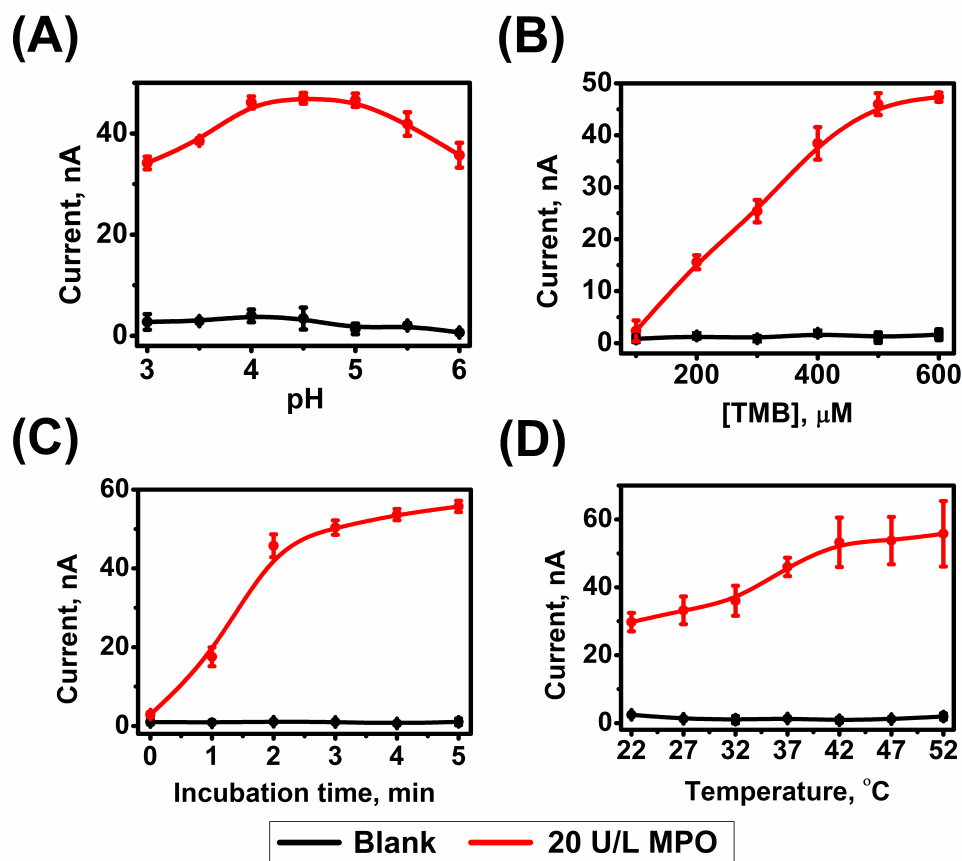 (A)
Current, nA
40
20
0
3 4 5 6
pH
(B)
Current, nA
50
40
30
20
10
0
200 400 600
[TMB], μM
(C)
Current, nA
60
40
20
0
0 1 2 3 4 5
Incubation time, min
(D)
Current, nA
60
40
20
0
22 27 32 37 42 47 52
Temperature, °C
Blank 20 U/L MPO